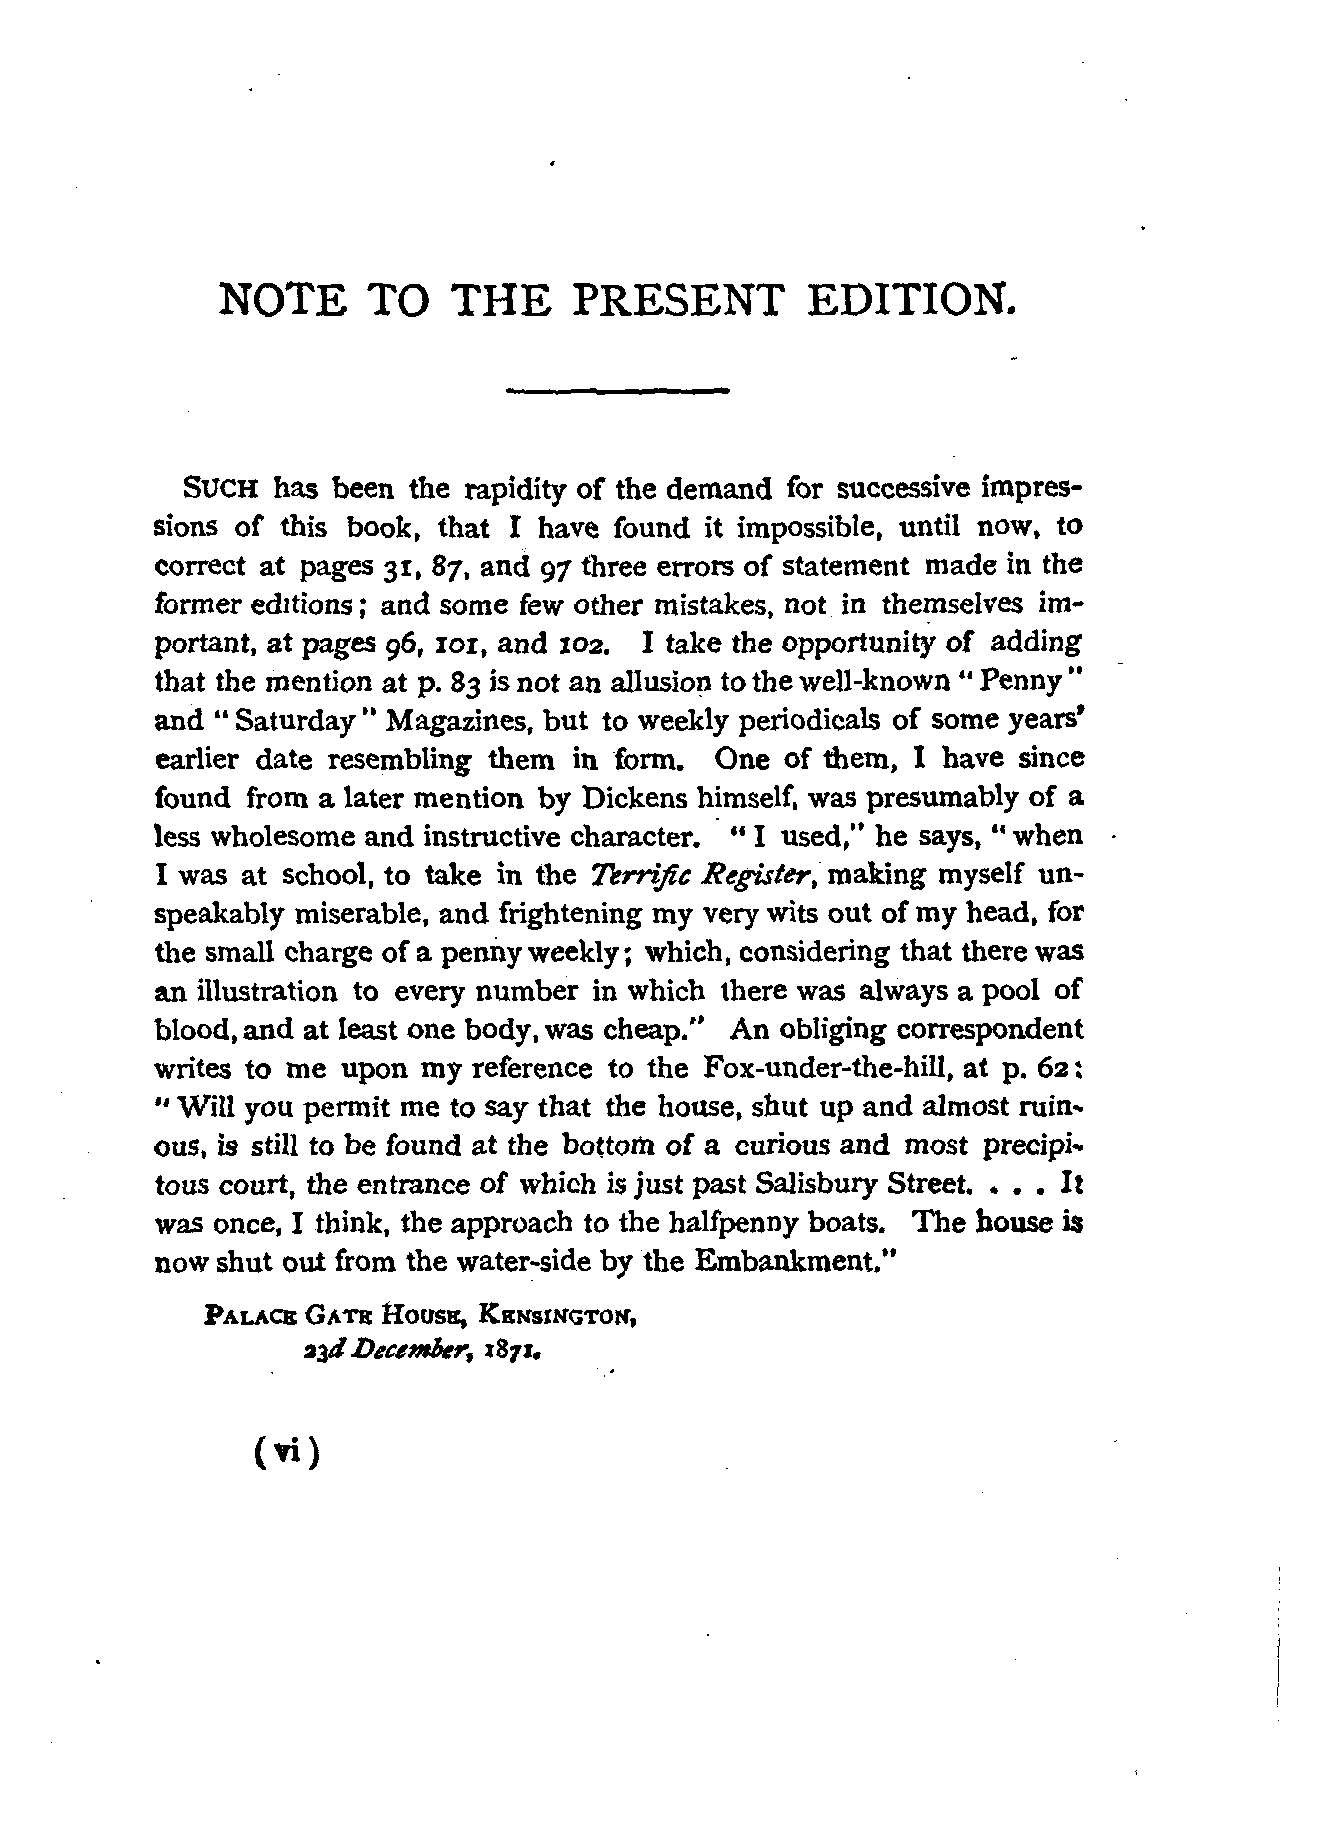 NOTE TO THE PRESENT EDITION.
SUCH has been the rapidity of the demand for successive impres-
sions of this book, that I have found it impossible, until now, to
correct at pages 31, 87, and 97 three errors of statement made in the
former editions; and some few other mistakes, not in themselves im-
portant, at pages 96, 101, and 102. I take the opportunity of adding
that the mention at p. 83 is not an allusion to the well-known "Penny"
and "Saturday" Magazines, but to weekly periodicals of some years'
earlier date resembling them in form. One of them, I have since
found from a later mention by Dickens himself, was presumably of a
less wholesome and instructive character. "I used," he says, "when
I was at school, to take in the Terrific Register, making myself un-
speakably miserable, and frightening my very wits out of my head, for
the small charge of a penny weekly; which, considering that there was
an illustration to every number in which there was always a pool of
blood, and at least one body, was cheap." An obliging correspondent
writes to me upon my reference to the Fox-under-the-hill, at p. 62:
"Will you permit me to say that the house, shut up and almost ruin-
ous, is still to be found at the bottom of a curious and most precipi-
tous court, the entrance of which is just past Salisbury Street. . . . It
was once, I think, the approach to the halfpenny boats. The house is
now shut out from the water-side by the Embankment."
PALACE GATE HOUSE, KENSINGTON,
23d December, 1871.
(vi)